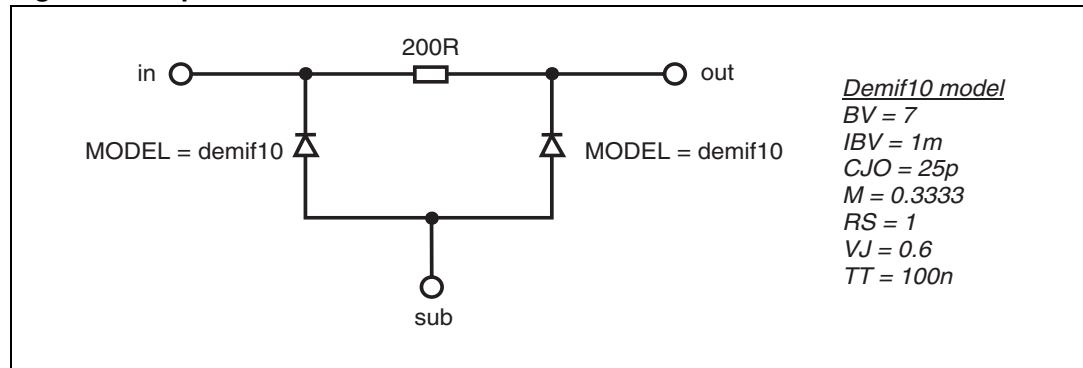 200R
in
out
MODEL = demif10
MODEL = demif10
sub
Demif10 model
BV = 7
IBV = 1m
CJO = 25p
M = 0.3333
RS = 1
VJ = 0.6
TT = 100n